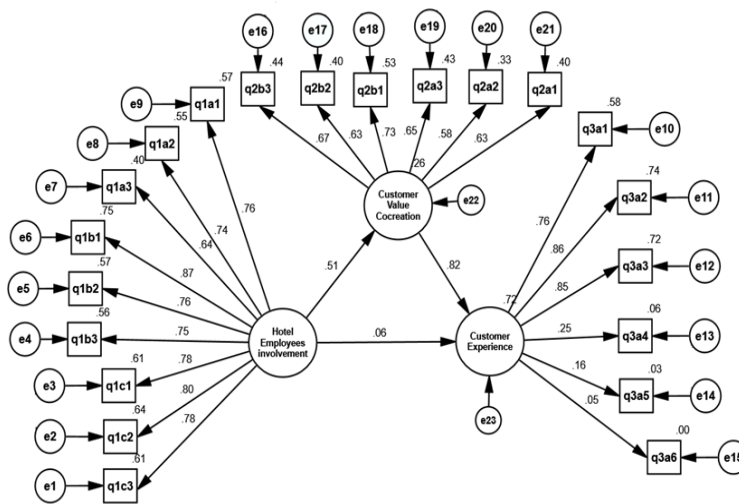 e16
e17
e18
e19
e20
e21
.44
.40
.53
.43
.33
.40
q2b3
q2b2
q2b1
q2a3
q2a2
q2a1
.67
.63
.73
.65
.58
.63
.26
Customer
Value
Cocreation
e22
e9
.57
q1a1
e8
.55
q1a2
e7
.40
q1a3
e6
.75
q1b1
e5
.57
q1b2
e4
.56
q1b3
e3
.61
q1c1
e2
.64
q1c2
e1
.61
q1c3
.76
.74
.64
.87
.76
.75
.78
.80
.78
Hotel
Employees
involvement
.51
.82
.06
.72
Customer
Experience
e23
.76
.86
.85
.25
.16
.05
.58
q3a1
e10
.74
q3a2
e11
.72
q3a3
e12
.06
q3a4
e13
.03
q3a5
e14
.00
q3a6
e15